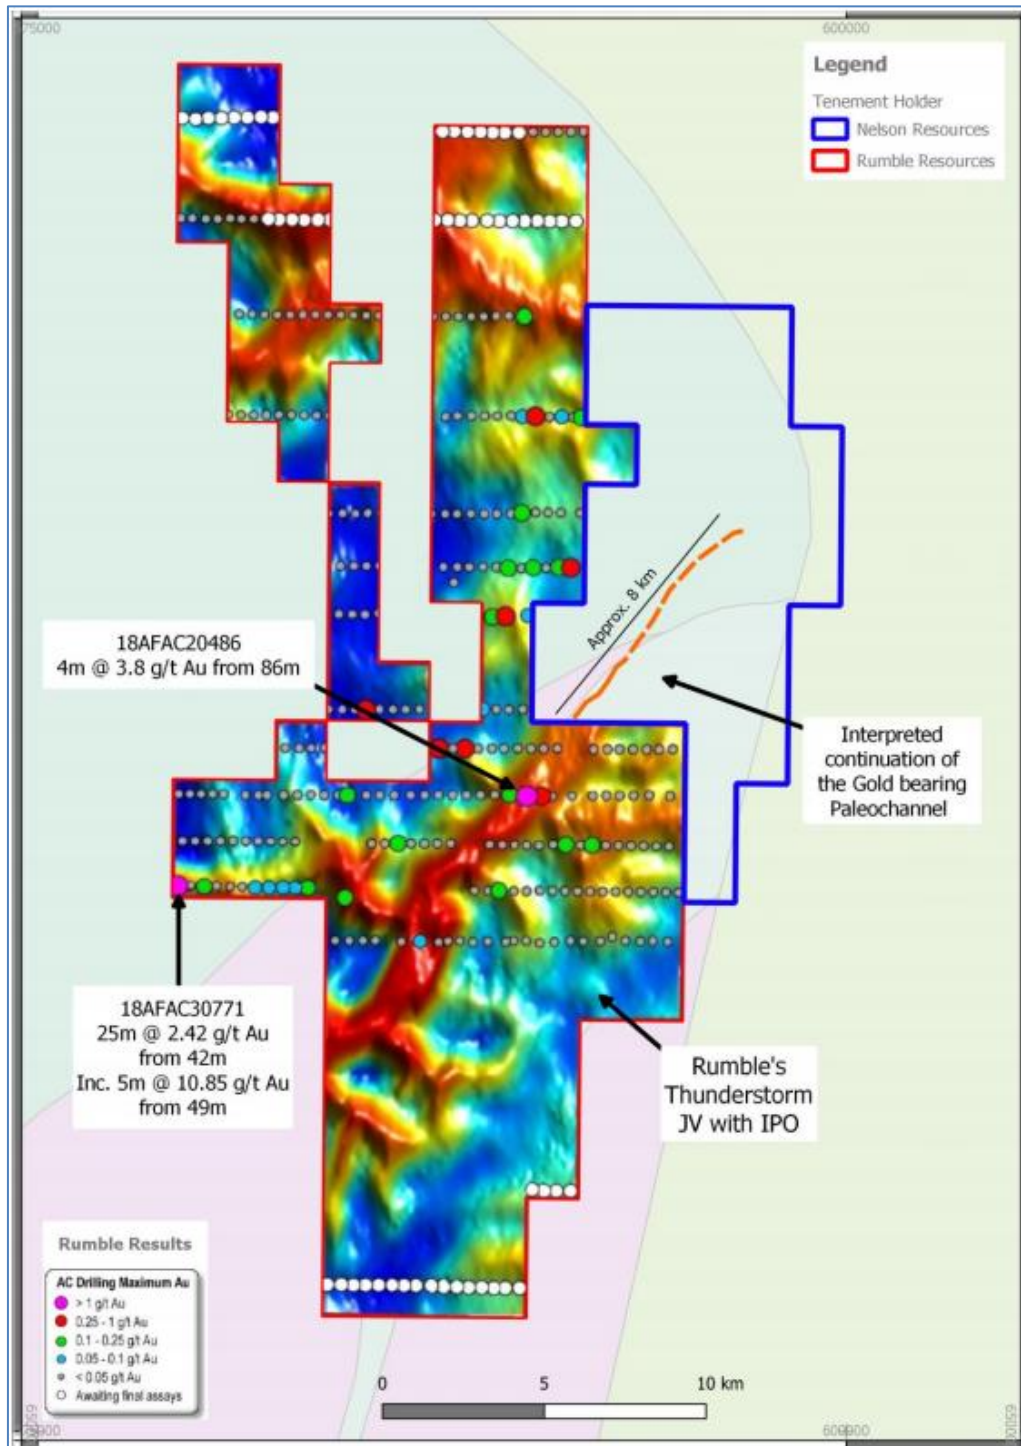 75000
600000
Legend
Tenement Holder
Nelson Resources
Rumble Resources
Approx. 8 km
18AFAC20486
4m @ 3.8 g/t Au from 86m
Interpreted
continuation of
the Gold bearing
Paleochannel
18AFAC30771
25m @ 2.42 g/t Au
from 42m
Inc. 5m @ 10.85 g/t Au
from 49m
Rumble's
Thunderstorm
JV with IPO
Rumble Results
AC Drilling Maximum Au
> 1 g/t Au
0.25 - 1 g/t Au
0.1 - 0.25 g/t Au
0.05 - 0.1 g/t Au
< 0.05 g/t Au
Awaiting final assays
0 5 10 km
600000